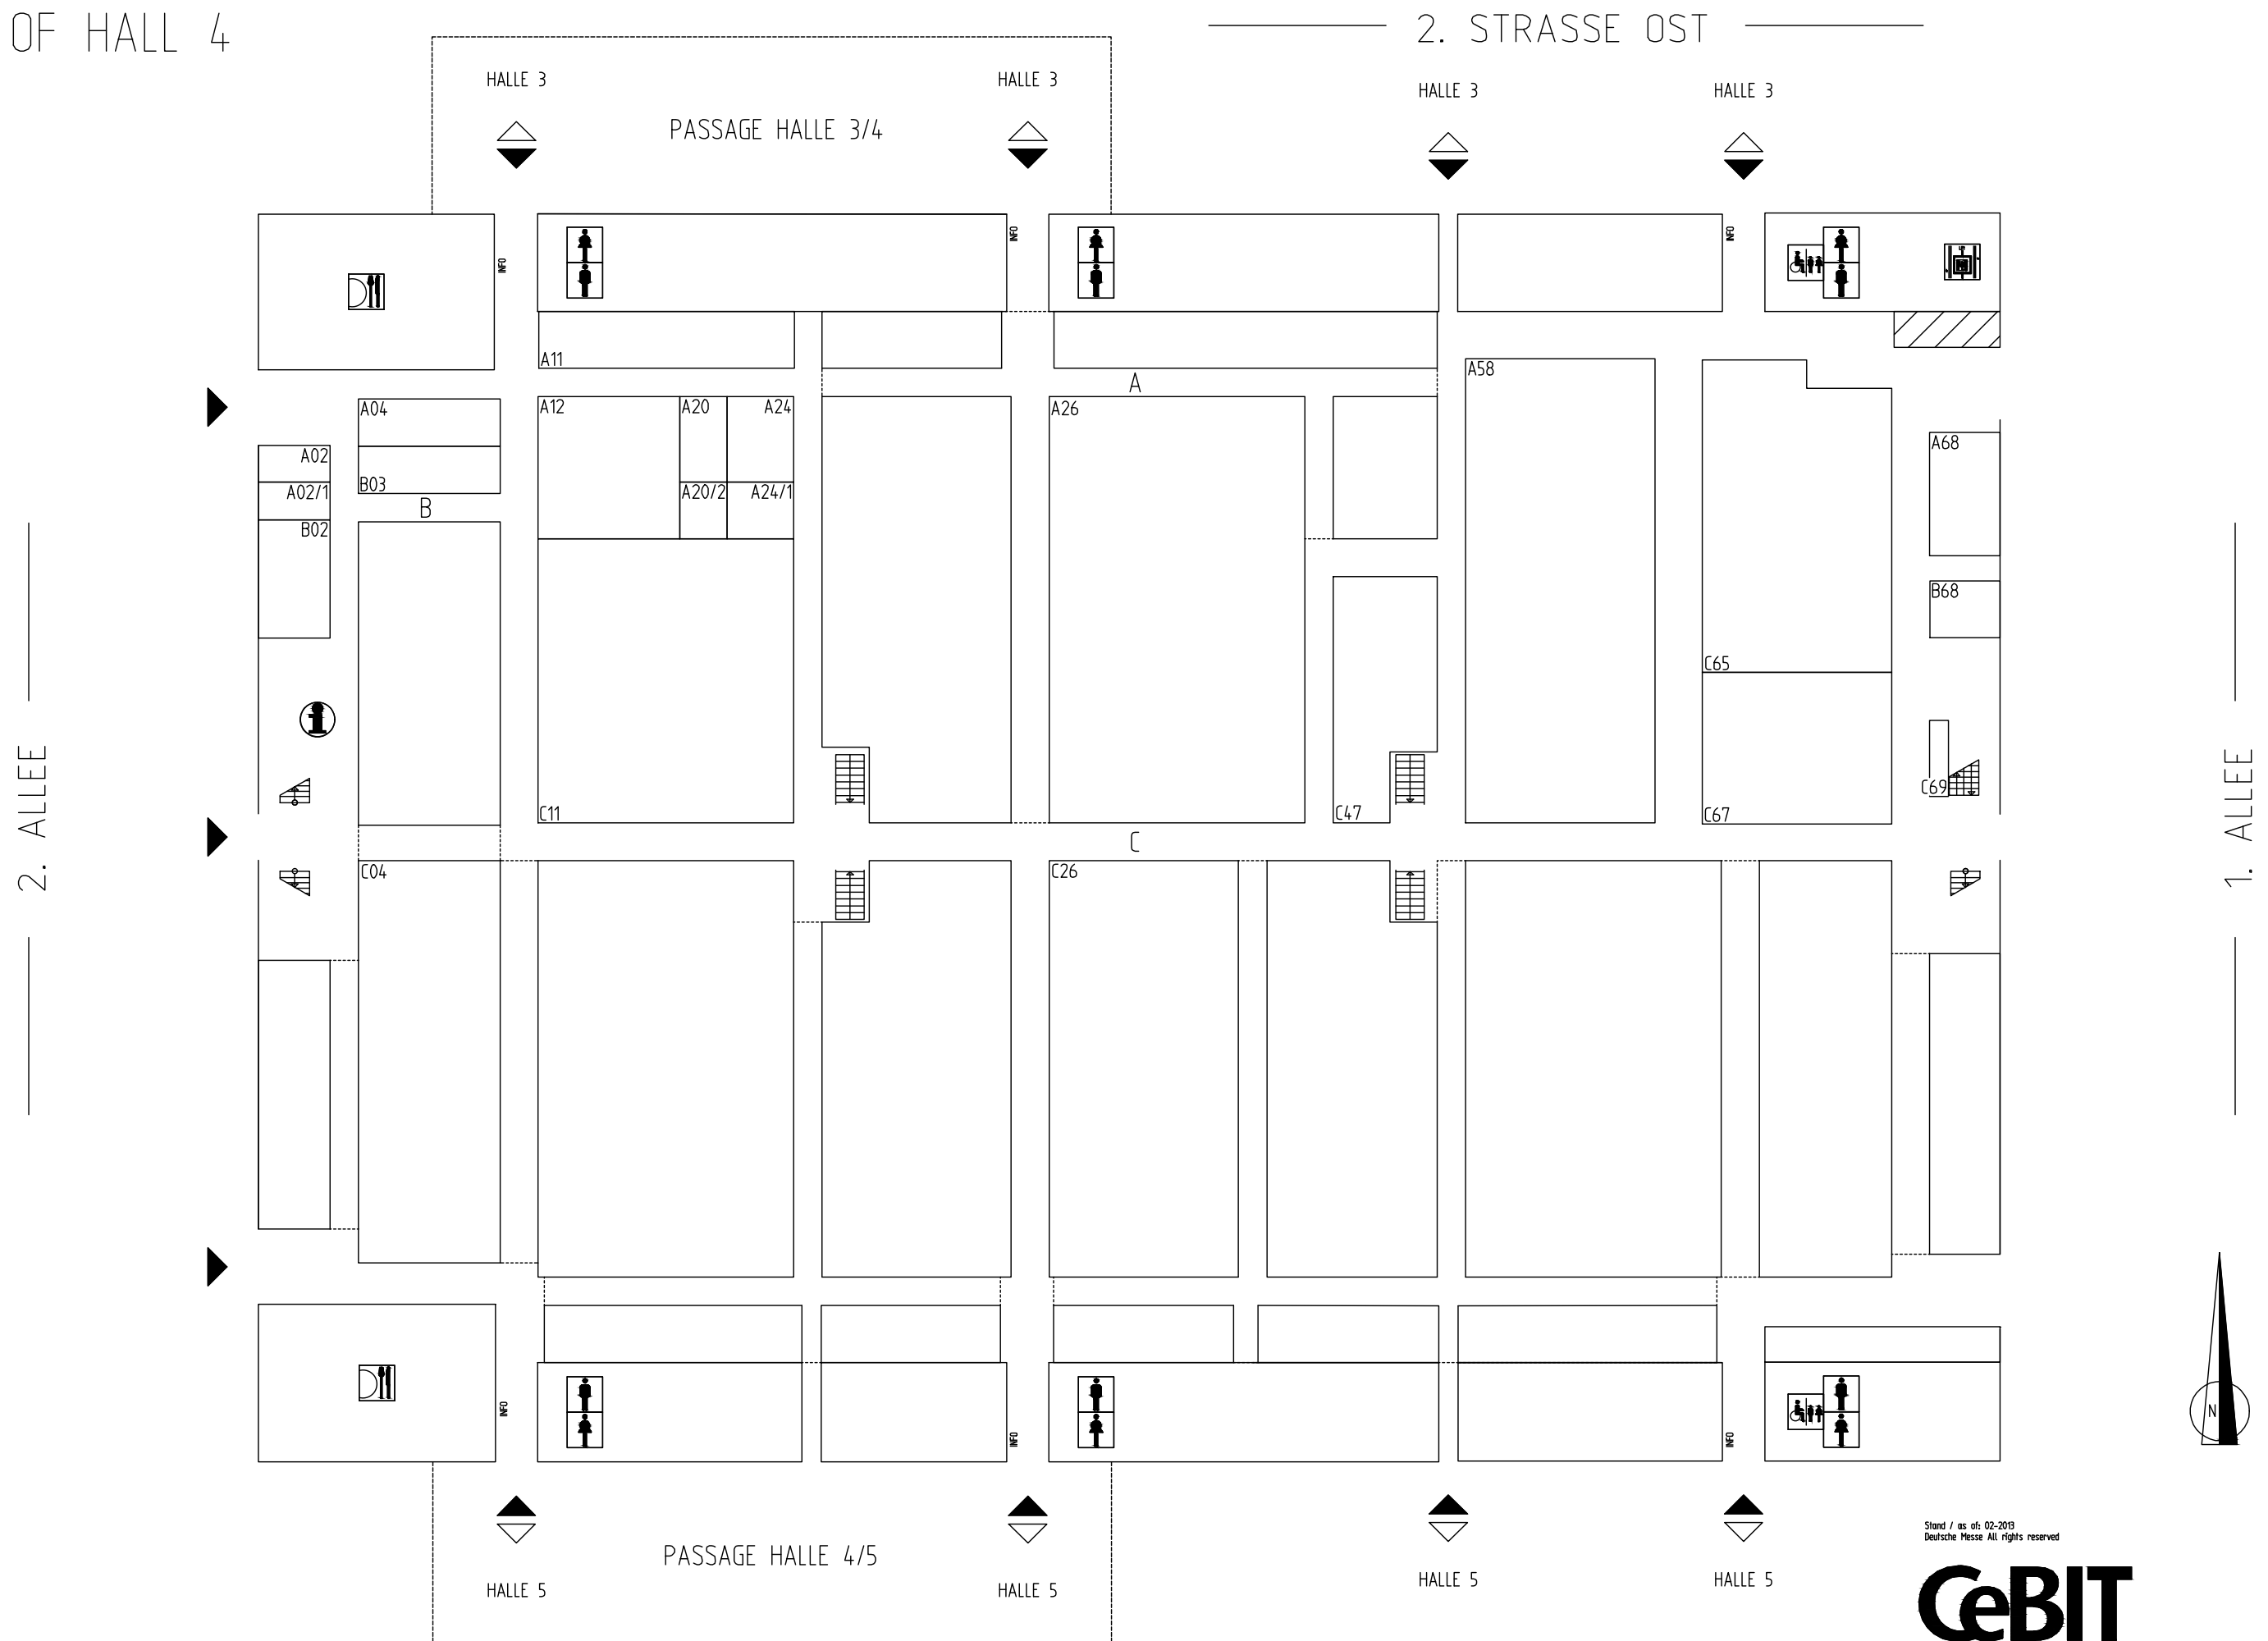 OF HALL 4
2. STRASSE OST
HALLE 3
HALLE 3
HALLE 3
HALLE 3
PASSAGE HALLE 3/4
INFO
INFO
INFO
A11
A
A58
A04
A12
A20
A24
A26
A02
A68
B03
A02/1
A20/2
A24/1
B
B02
B68
C65
2. ALLEE
1. ALLEE
C69
C11
C47
C67
C
C04
C26
INFO
INFO
INFO
N
PASSAGE HALLE 4/5
HALLE 5
HALLE 5
HALLE 5
HALLE 5
Stand / as of: 02-2013
Deutsche Messe All rights reserved
CeBIT